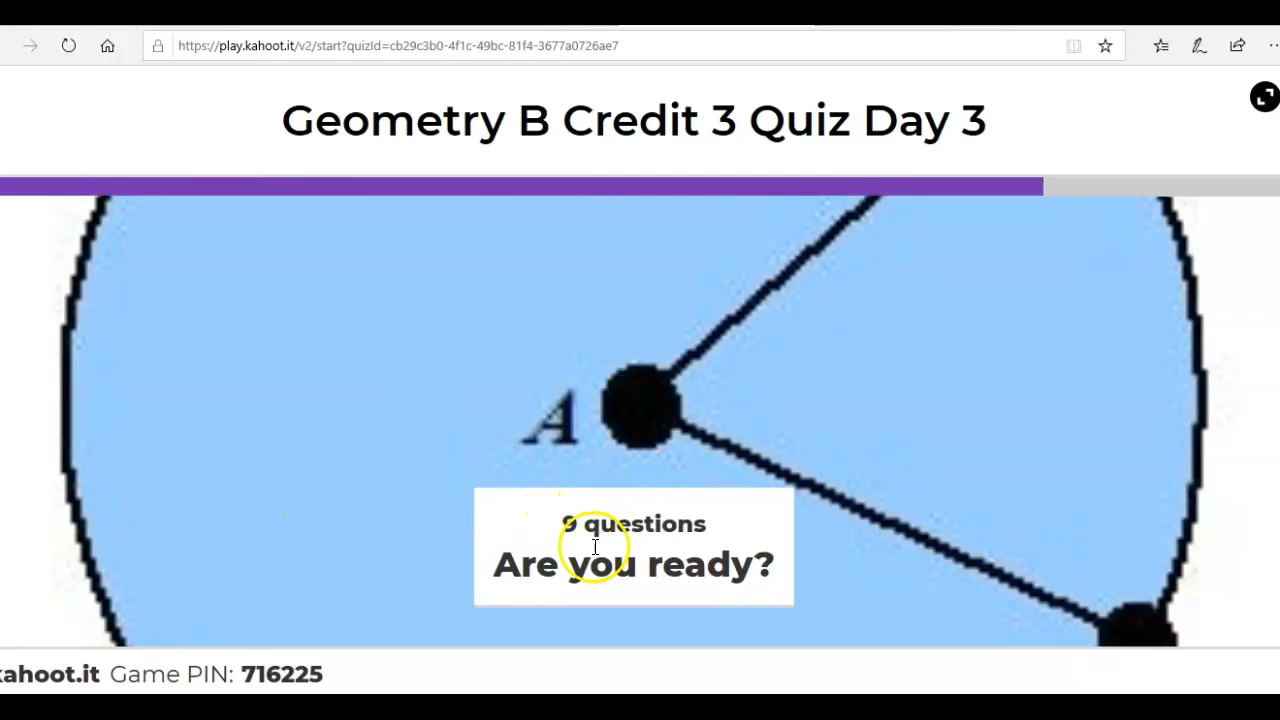 https://play.kahoot.it/v2/start?quizId=cb29c3b0-4f1c-49bc-81f4-3677a0726ae7
Geometry B Credit 3 Quiz Day 3
A
9 questions
Are you ready?
kahoot.it Game PIN: 716225